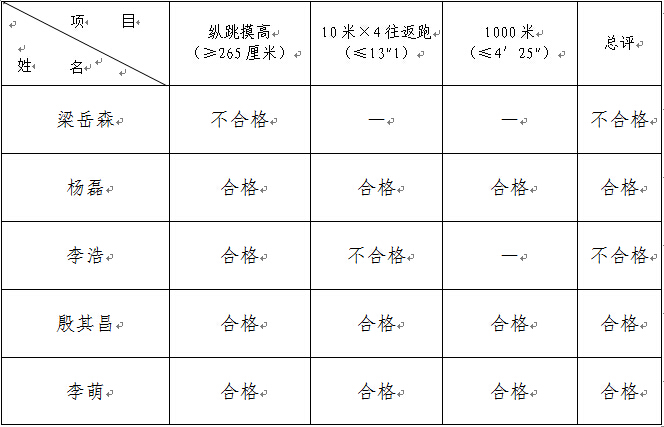 项 目
姓 名
纵跳摸高
（≥265厘米）
10米×4往返跑
（≤13″1）
1000米
（≤4′25″）
总评
梁岳森 不合格 — — 不合格
杨磊 合格 合格 合格 合格
李浩 合格 不合格 — 不合格
殷其昌 合格 合格 合格 合格
李萌 合格 合格 合格 合格